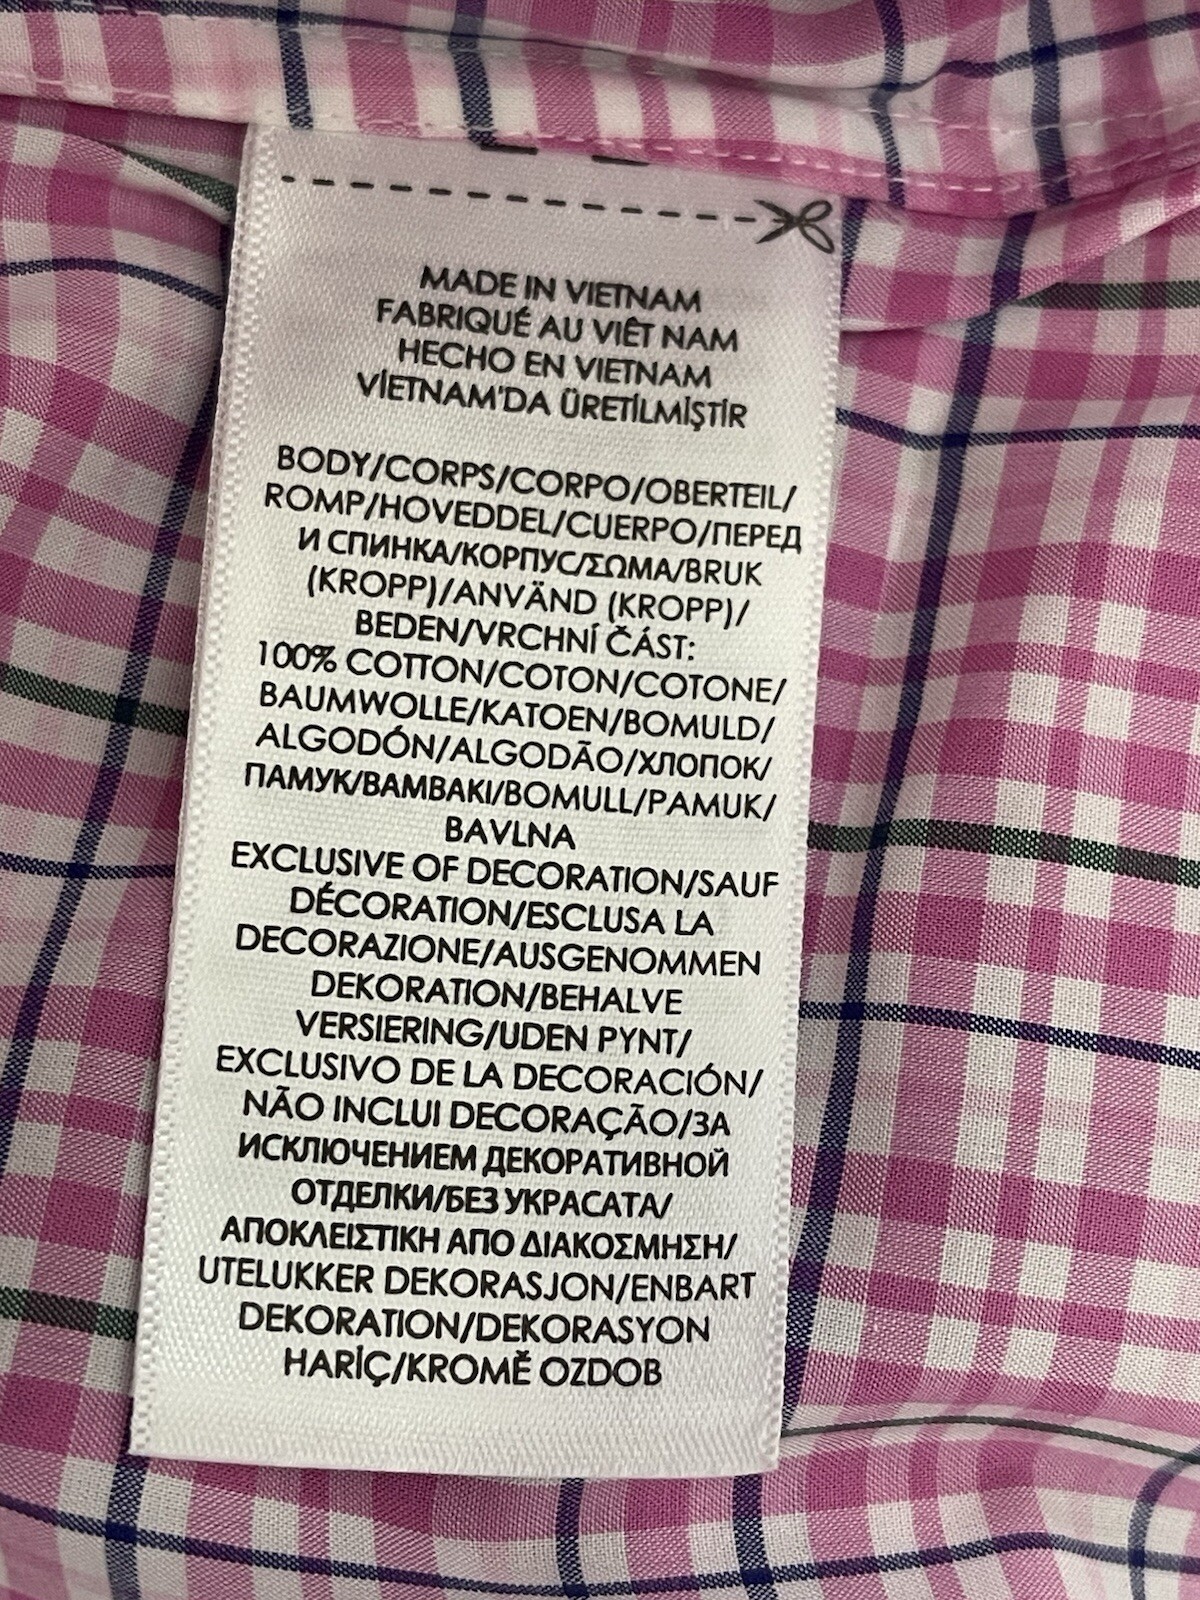 MADE IN VIETNAM
FABRIQUÉ AU VIÊT NAM
HECHO EN VIETNAM
VİETNAM'DA ÜRETİLMİŞTİR
BODY/CORPS/CORPO/OBERTEIL/
ROMP/HOVEDDEL/CUERPO/ПЕРЕД
И СПИНКА/КОРПУС/ΣΩΜΑ/BRUK
(KROPP)/ANVÄND (KROPP)/
BEDEN/VRCHNÍ ČÁST:
100% COTTON/COTON/COTONE/
BAUMWOLLE/KATOEN/BOMULD/
ALGODÓN/ALGODÃO/ХЛОПОК/
ПАМУК/ΒΑΜΒΑΚΙ/BOMULL/PAMUK/
BAVLNA
EXCLUSIVE OF DECORATION/SAUF
DÉCORATION/ESCLUSA LA
DECORAZIONE/AUSGENOMMEN
DEKORATION/BEHALVE
VERSIERING/UDEN PYNT/
EXCLUSIVO DE LA DECORACIÓN/
NÃO INCLUI DECORAÇÃO/ЗА
ИСКЛЮЧЕНИЕМ ДЕКОРАТИВНОЙ
ОТДЕЛКИ/БЕЗ УКРАСАТА/
ΑΠΟΚΛΕΙΣΤΙΚΗ ΑΠΟ ΔΙΑΚΟΣΜΗΣΗ/
UTELUKKER DEKORASJON/ENBART
DEKORATION/DEKORASYON
HARİÇ/KROMĚ OZDOB